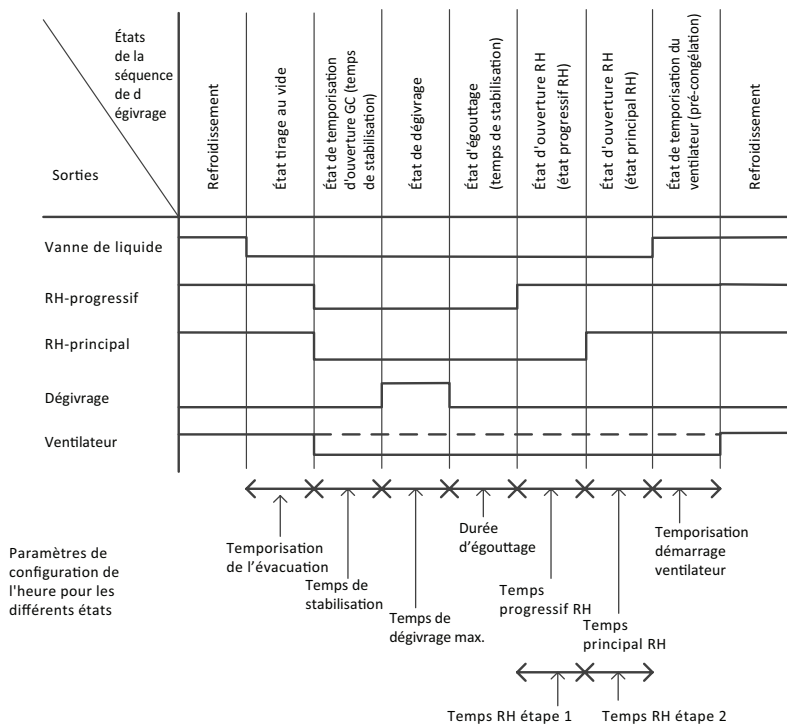 États
de la
séquence
de d
égivrage
Sorties
Refroidissement
État tirage au vide
État de temporisation
d'ouverture GC (temps
de stabilisation)
État de dégivrage
État d'égouttage
(temps de stabilisation)
État d'ouverture RH
(état progressif RH)
État d'ouverture RH
(état principal RH)
État de temporisation du
ventilateur (pré-congélation)
Refroidissement
Vanne de liquide
RH-progressif
RH-principal
Dégivrage
Ventilateur
Paramètres de
configuration de
l'heure pour les
différents états
Temporisation
de l'évacuation
Temps de
stabilisation
Temps de
dégivrage max.
Durée
d'égouttage
Temps
progressif RH
Temps
principal RH
Temporisation
démarrage
ventilateur
Temps RH étape 1
Temps RH étape 2